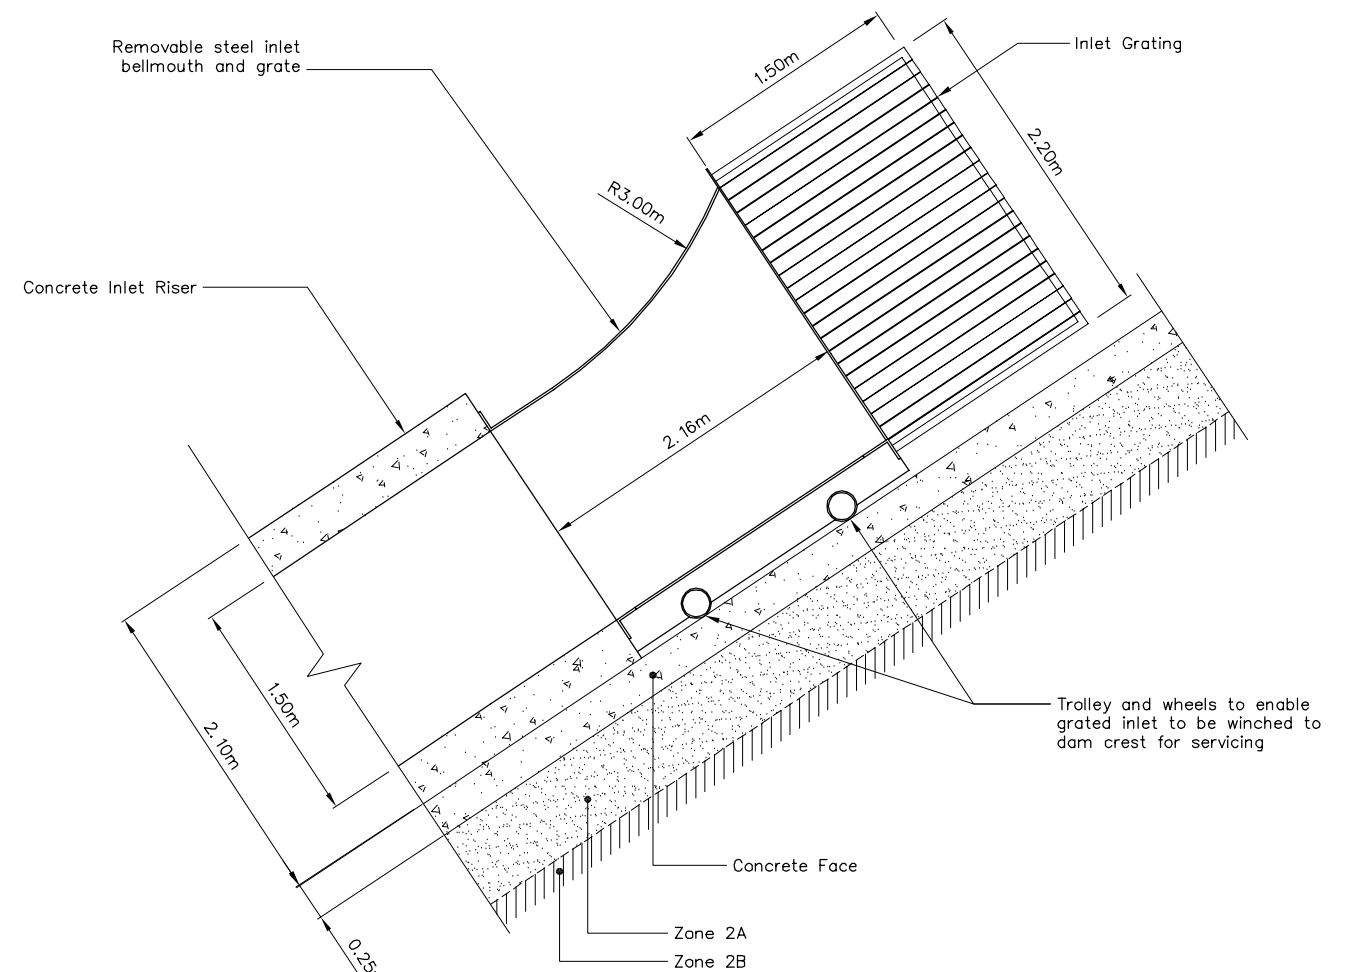 Removable steel inlet
bellmouth and grate
1.50m
Inlet Grating
2.20m
R3.00m
Concrete Inlet Riser
2.16m
1.50m
2.10m
Trolley and wheels to enable
grated inlet to be winched to
dam crest for servicing
Concrete Face
Zone 2A
Zone 2B